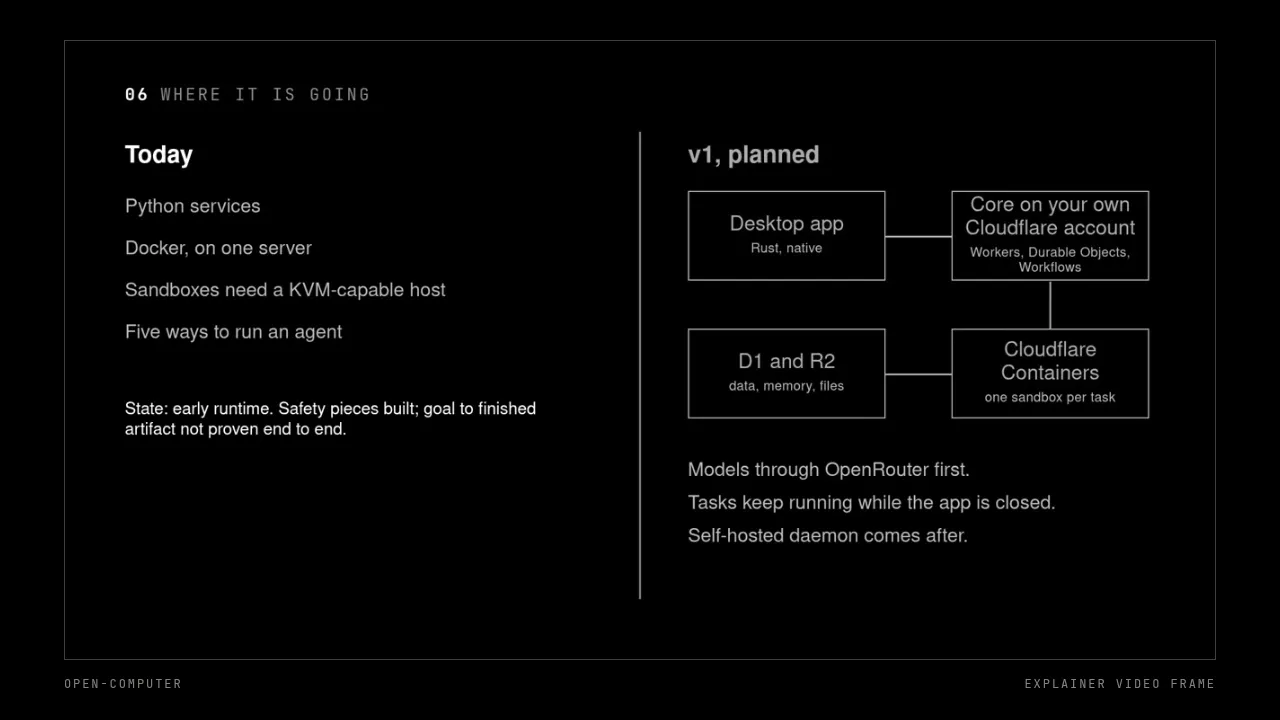 06 WHERE IT IS GOING
Today
Python services
Docker, on one server
Sandboxes need a KVM-capable host
Five ways to run an agent
State: early runtime. Safety pieces built; goal to finished
artifact not proven end to end.
v1, planned
Desktop app
Rust, native
Core on your own
Cloudflare account
Workers, Durable Objects,
Workflows
D1 and R2
data, memory, files
Cloudflare
Containers
one sandbox per task
Models through OpenRouter first.
Tasks keep running while the app is closed.
Self-hosted daemon comes after.
OPEN-COMPUTER
EXPLAINER VIDEO FRAME